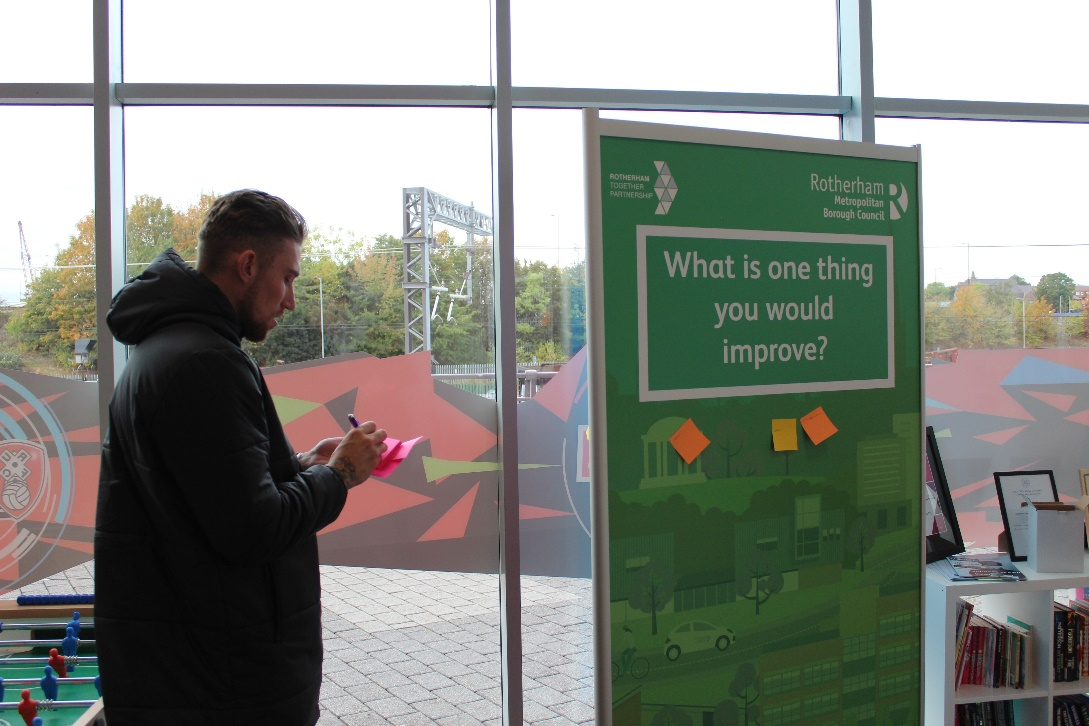 ROTHERHAM
TOGETHER
PARTNERSHIP
Rotherham
Metropolitan
Borough Council
What is one thing
you would
improve?